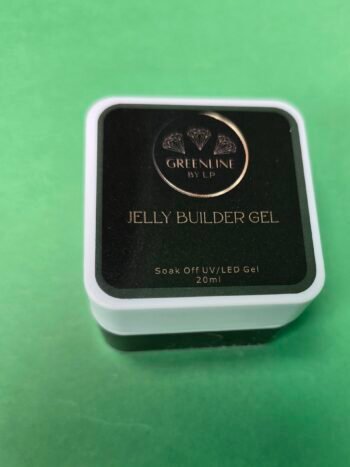 GREENLINE
BY LP
JELLY BUILDER GEL
Soak Off UV/LED Gel
20ml